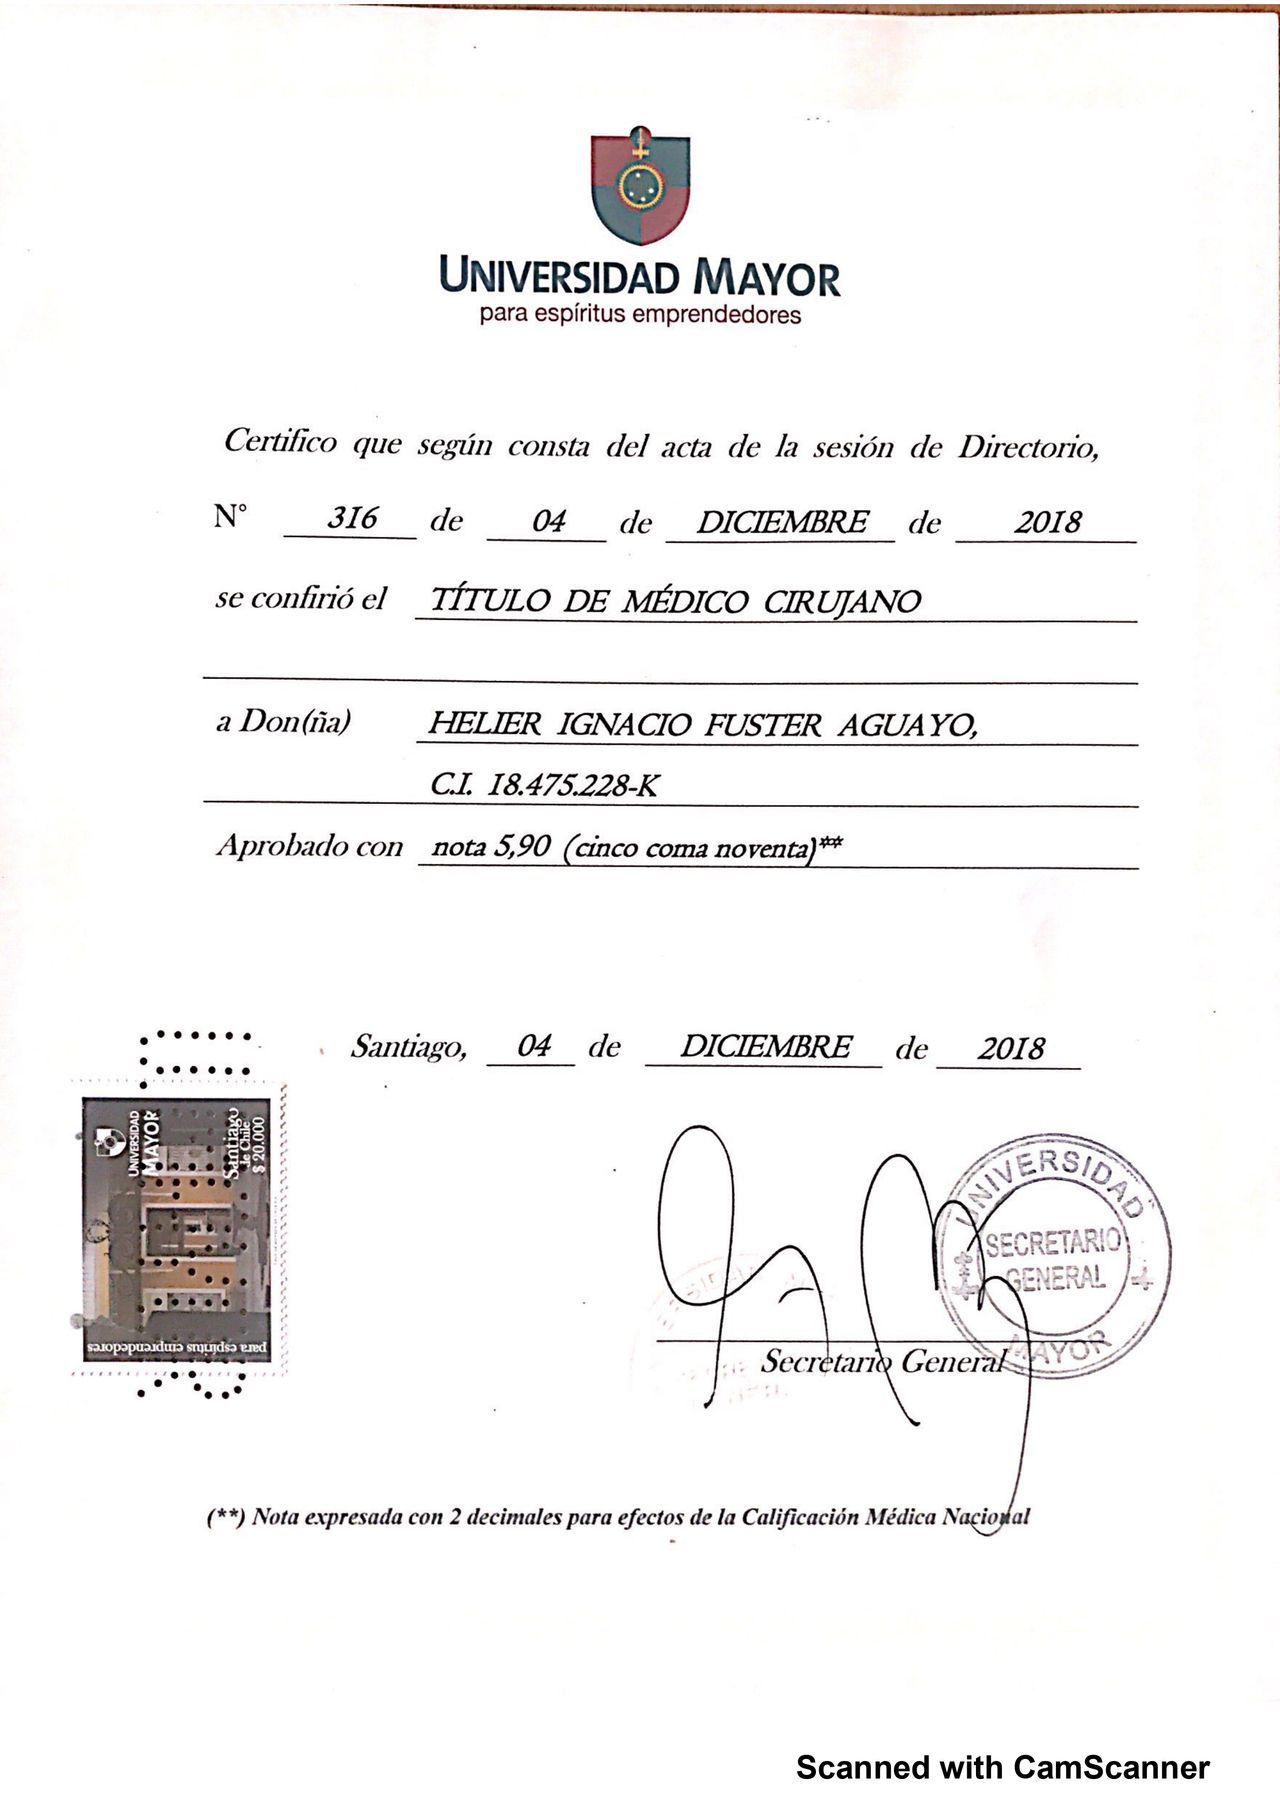 UNIVERSIDAD MAYOR
para espíritus emprendedores
Certifico que según consta del acta de la sesión de Directorio,
N° 316 de 04 de DICIEMBRE de 2018
se confirió el TÍTULO DE MÉDICO CIRUJANO
a Don(ña) HELIER IGNACIO FUSTER AGUAYO,
C.I. 18.475.228-K
Aprobado con nota 5,90 (cinco coma noventa)**
Santiago, 04 de DICIEMBRE de 2018
UNIVERSIDAD
MAYOR
Santiago
de Chile
$ 20.000
para espíritus emprendedores
UNIVERSIDAD
SECRETARIO
GENERAL
MAYOR
Secretario General
(**) Nota expresada con 2 decimales para efectos de la Calificación Médica Nacional
Scanned with CamScanner